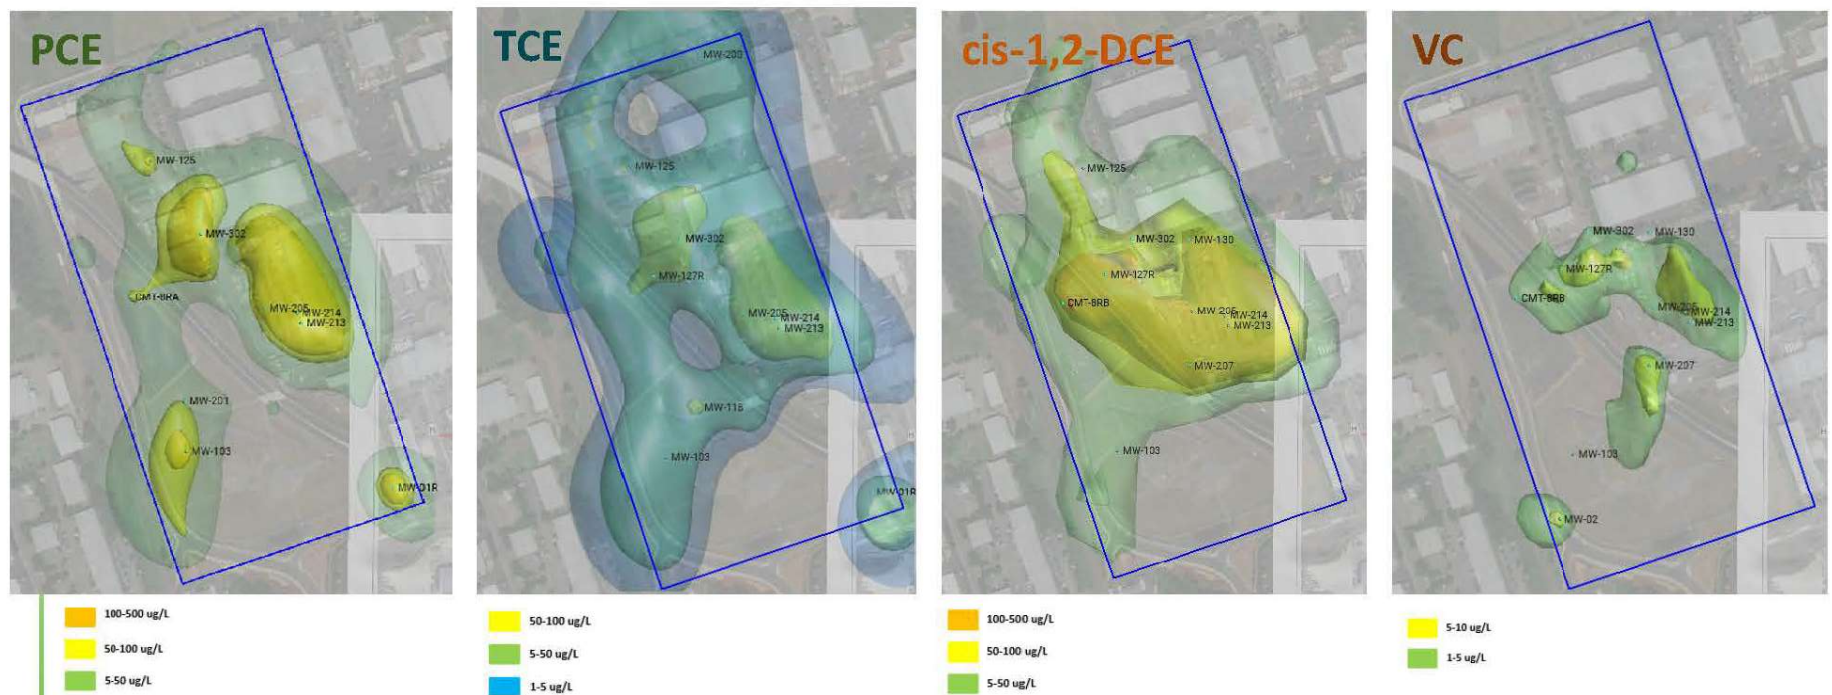 PCE
MW-125
MW-302
CMT-8RA
MW-205
MW-214
MW-213
MW-201
MW-103
MW-01R
100-500 ug/L
50-100 ug/L
5-50 ug/L
TCE
MW-200
MW-125
MW-302
MW-127R
MW-205
MW-214
MW-213
MW-115
MW-103
MW-01R
50-100 ug/L
5-50 ug/L
1-5 ug/L
cis-1,2-DCE
MW-125
MW-302
MW-130
MW-127R
CMT-8RB
MW-205
MW-214
MW-213
MW-207
MW-103
100-500 ug/L
50-100 ug/L
5-50 ug/L
VC
MW-302
MW-130
MW-127R
CMT-8RB
MW-205
MW-214
MW-213
MW-207
MW-103
MW-02
5-10 ug/L
1-5 ug/L